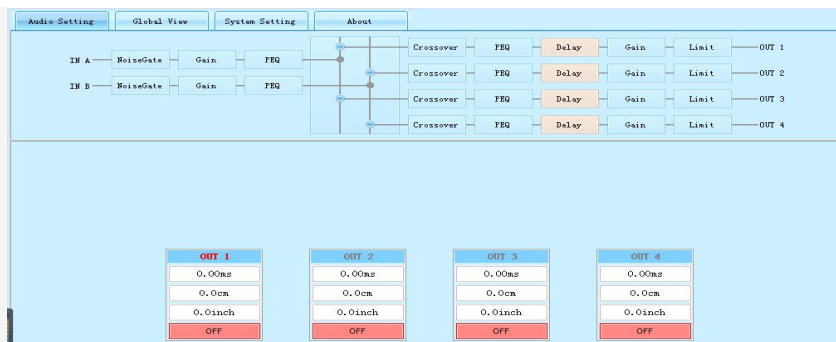 Audio Setting Global View System Setting About
Crossover PEQ Delay Gain Limit OUT 1
IN A NoiseGate Gain PEQ
Crossover PEQ Delay Gain Limit OUT 2
IN B NoiseGate Gain PEQ
Crossover PEQ Delay Gain Limit OUT 3
Crossover PEQ Delay Gain Limit OUT 4
OUT 1 OUT 2 OUT 3 OUT 4
0.00ms 0.00ms 0.00ms 0.00ms
0.0cm 0.0cm 0.0cm 0.0cm
0.0inch 0.0inch 0.0inch 0.0inch
OFF OFF OFF OFF